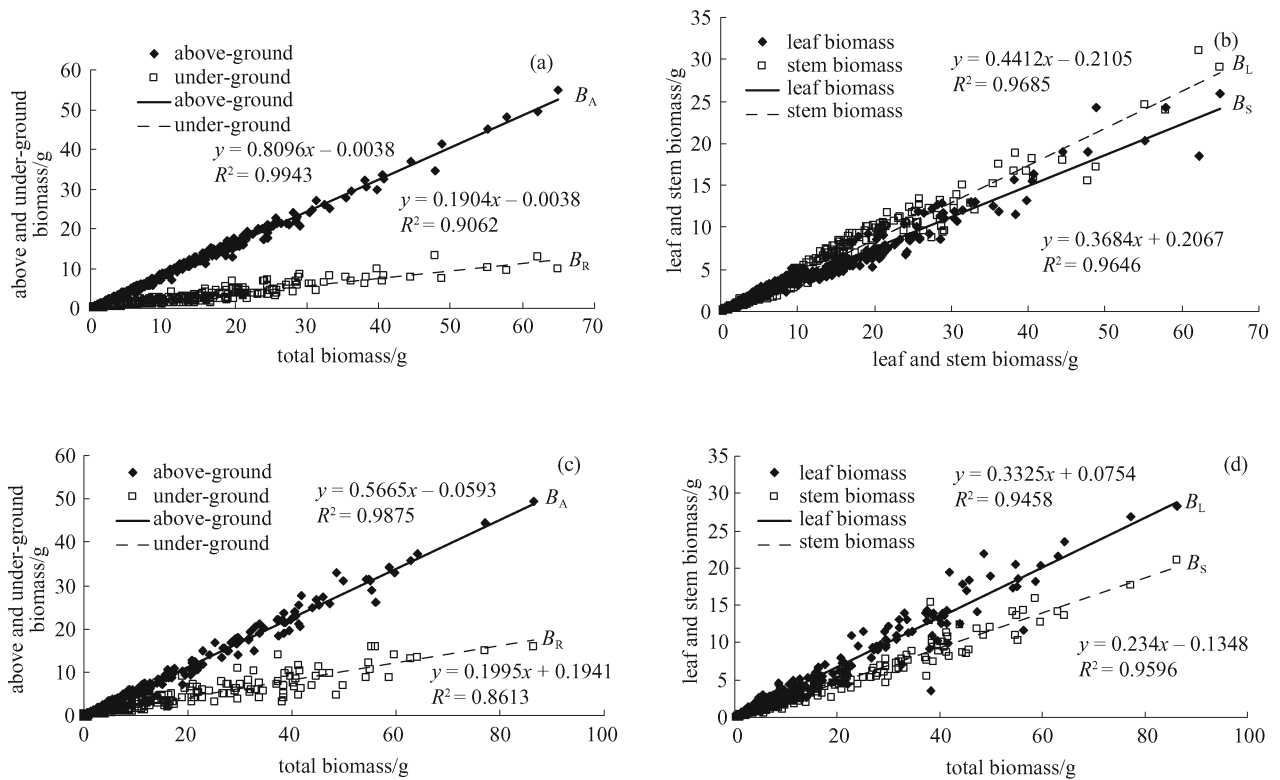 (a)
above-ground
under-ground
above-ground
under-ground
y = 0.8096x – 0.0038
R² = 0.9943
y = 0.1904x – 0.0038
R² = 0.9062
B_A
B_R
60
50
40
30
20
10
0
0 10 20 30 40 50 60 70
above and under-ground
biomass/g
total biomass/g
(b)
leaf biomass
stem biomass
leaf biomass
stem biomass
y = 0.4412x – 0.2105
R² = 0.9685
y = 0.3684x + 0.2067
R² = 0.9646
B_L
B_S
35
30
25
20
15
10
5
0
0 10 20 30 40 50 60 70
leaf and stem biomass/g
leaf and stem biomass/g
(c)
above-ground
under-ground
above-ground
under-ground
y = 0.5665x – 0.0593
R² = 0.9875
y = 0.1995x + 0.1941
R² = 0.8613
B_A
B_R
60
50
40
30
20
10
0
0 20 40 60 80 100
above and under-ground
biomass/g
total biomass/g
(d)
leaf biomass
stem biomass
leaf biomass
stem biomass
y = 0.3325x + 0.0754
R² = 0.9458
y = 0.234x – 0.1348
R² = 0.9596
B_L
B_S
35
30
25
20
15
10
5
0
0 20 40 60 80 100
leaf and stem biomass/g
total biomass/g